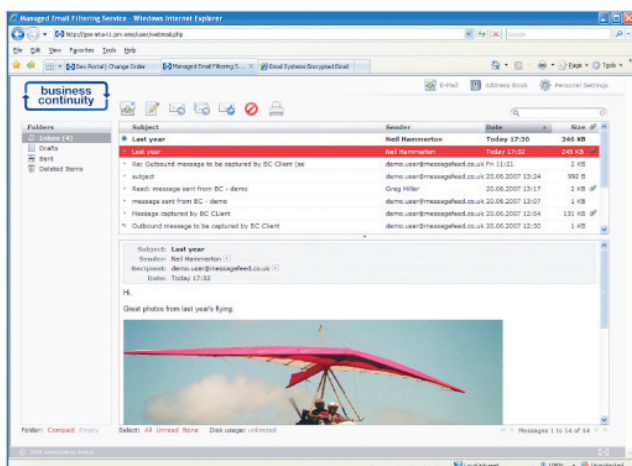 Managed Email Filtering Service - Windows Internet Explorer
Google
File Edit View Favorites Tools Help
Dev Portal | Change Order
Managed Email Filtering S...
Email Systems Encrypted Email
Page
Tools
business
continuity
E-Mail
Address Book
Personal Settings
Folders
Inbox (4)
Drafts
Sent
Deleted Items
Subject Sender Date Size
Last year Neil Hammerton Today 17:30 246 KB
Last year Neil Hammerton Today 17:32 245 KB
Re: Outbound message to be captured by BC Client (se demo.user@messagefeed.co.uk Fri 11:21 2 KB
subject demo.user@messagefeed.co.uk 20.06.2007 13:24 992 B
Read: message sent from BC - demo Greg Miller 20.06.2007 13:17 2 KB
message sent from BC - demo demo.user@messagefeed.co.uk 20.06.2007 13:07 1 KB
Message captured by BC Client demo.user@messagefeed.co.uk 20.06.2007 12:54 131 KB
Outbound message to be captured by BC Client demo.user@messagefeed.co.uk 20.06.2007 12:30 1 KB
Subject: Last year
Sender: Neil Hammerton
Recipient: demo.user@messagefeed.co.uk
Date: Today 17:32
Hi,
Great photos from last year's flying.
Folder: Compact Empty
Select: All Unread None
Disk usage: unlimited
Messages 1 to 14 of 14